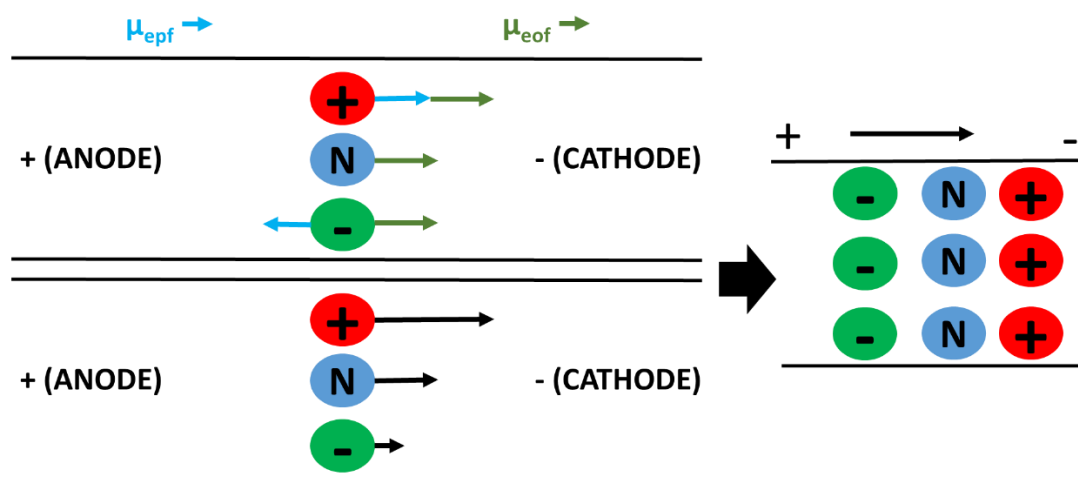 μepf μeof
+
+ (ANODE) N - (CATHODE)
-
+
+ (ANODE) N - (CATHODE)
-
+ -
- N +
- N +
- N +